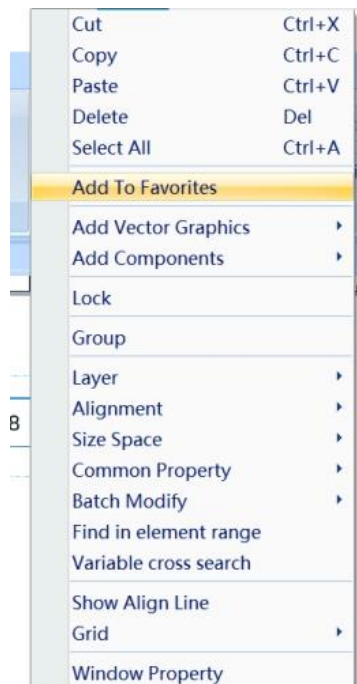 Cut Ctrl+X
Copy Ctrl+C
Paste Ctrl+V
Delete Del
Select All Ctrl+A
Add To Favorites
Add Vector Graphics
Add Components
Lock
Group
Layer
Alignment
8
Size Space
Common Property
Batch Modify
Find in element range
Variable cross search
Show Align Line
Grid
Window Property